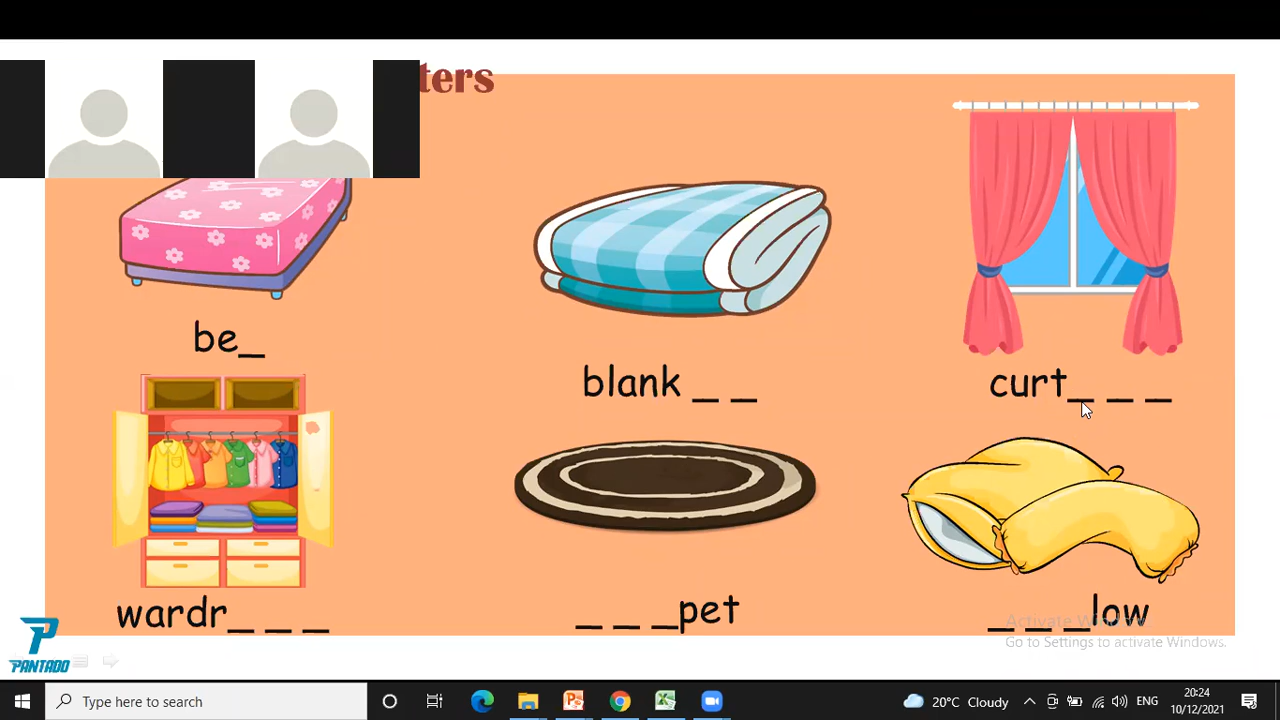 ters
be_
blank _ _
curt_ _ _
wardr_ _ _
_ _ _pet
_ _ _low
Activate Windows
Go to Settings to activate Windows.
PANTADO
Type here to search
20°C Cloudy
ENG
20:24
10/12/2021